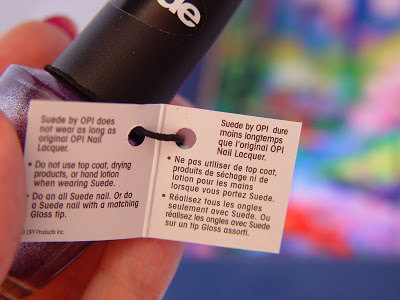 de
Suede by OPI does
not wear as long as
original OPI Nail
Lacquer.
• Do not use top coat, drying
products, or hand lotion
when wearing Suede.
• Do an all Suede nail. Or do
a Suede nail with a matching
Gloss tip.
OPI Products Inc.
Suede by OPI dure
moins longtemps
que l'original OPI
Nail Lacquer.
• Ne pas utiliser de top coat,
produits de séchage ni de
lotion pour les mains
lorsque vous portez Suede.
• Réalisez tous les ongles
seulement avec Suede. Ou
réalisez les ongles avec Suede
sur un tip Gloss assorti.